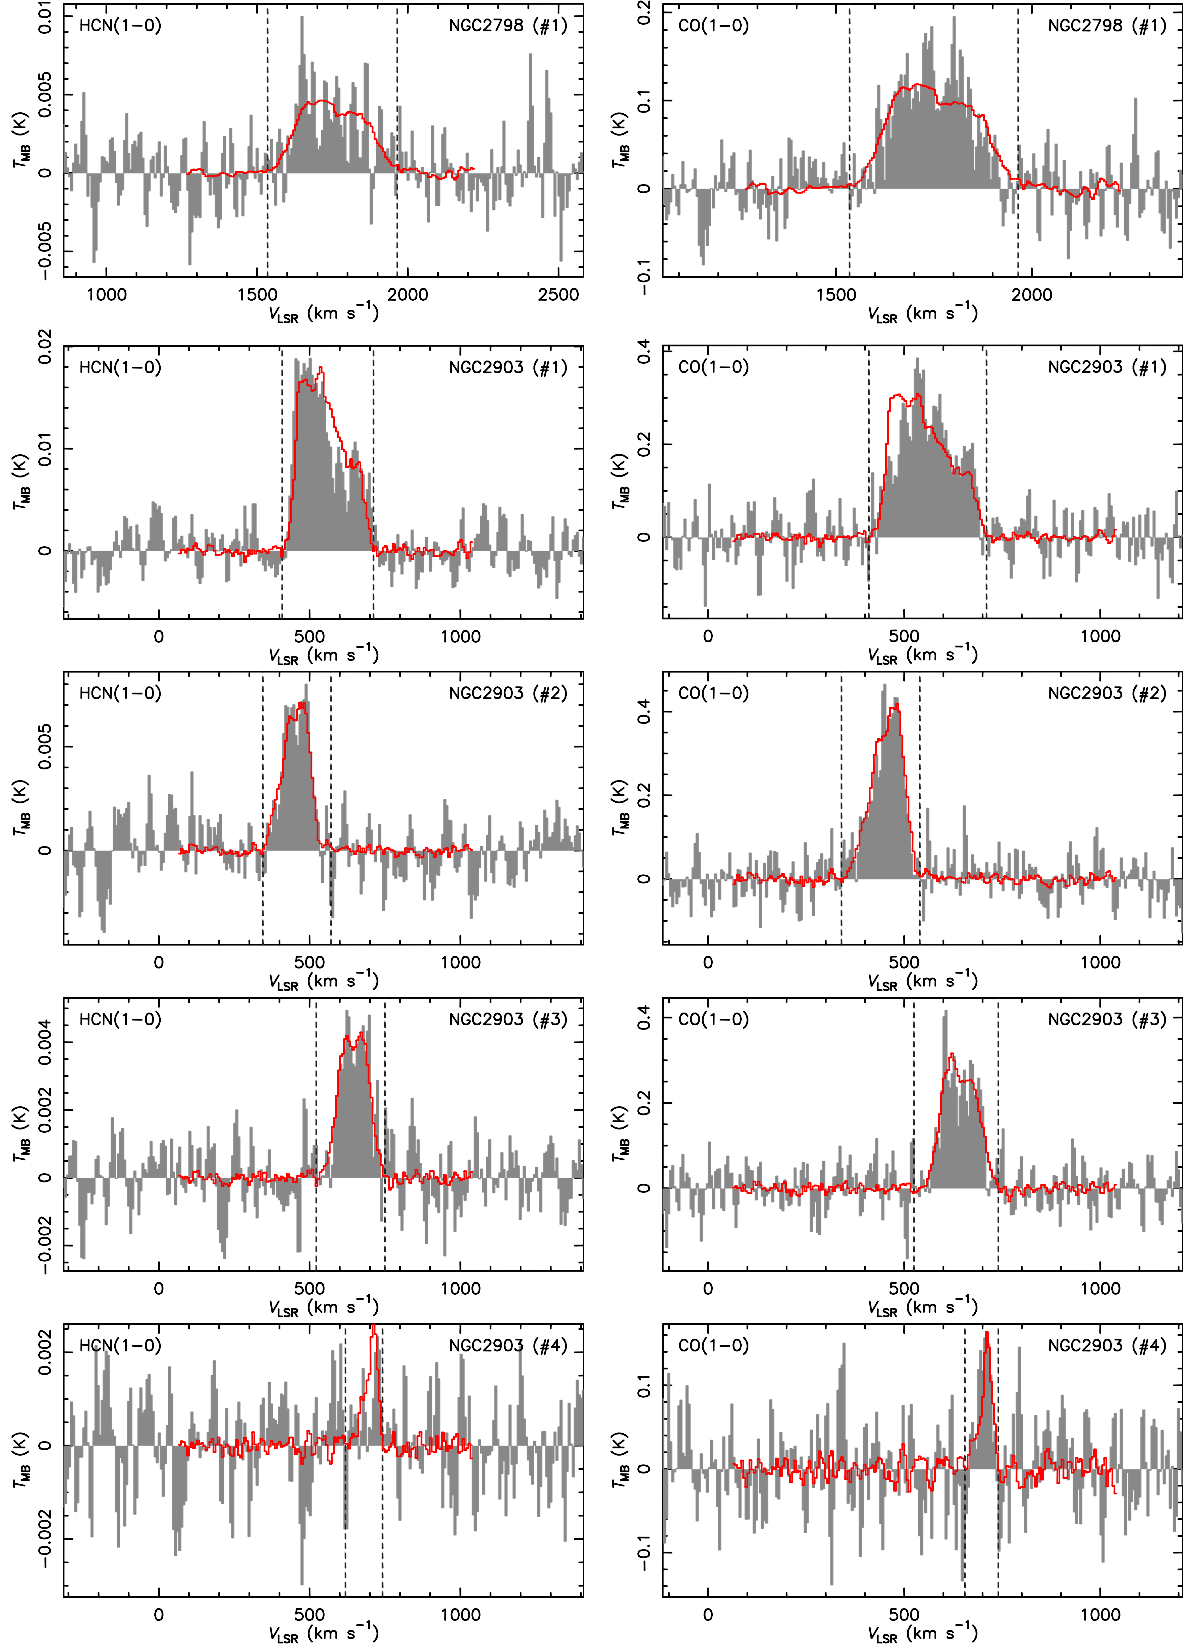 HCN(1−0) NGC2798 (#1)
T_MB (K)
0.01
0.005
0
−0.005
1000 1500 2000 2500
V_LSR (km s⁻¹)
CO(1−0) NGC2798 (#1)
T_MB (K)
0.2
0.1
0
−0.1
1500 2000
V_LSR (km s⁻¹)
HCN(1−0) NGC2903 (#1)
T_MB (K)
0.02
0.01
0
0 500 1000
V_LSR (km s⁻¹)
CO(1−0) NGC2903 (#1)
T_MB (K)
0.4
0.2
0
0 500 1000
V_LSR (km s⁻¹)
HCN(1−0) NGC2903 (#2)
T_MB (K)
0.005
0
0 500 1000
V_LSR (km s⁻¹)
CO(1−0) NGC2903 (#2)
T_MB (K)
0.4
0.2
0
0 500 1000
V_LSR (km s⁻¹)
HCN(1−0) NGC2903 (#3)
T_MB (K)
0.004
0.002
0
−0.002
0 500 1000
V_LSR (km s⁻¹)
CO(1−0) NGC2903 (#3)
T_MB (K)
0.4
0.2
0
0 500 1000
V_LSR (km s⁻¹)
HCN(1−0) NGC2903 (#4)
T_MB (K)
0.002
0
−0.002
0 500 1000
V_LSR (km s⁻¹)
CO(1−0) NGC2903 (#4)
T_MB (K)
0.1
0
−0.1
0 500 1000
V_LSR (km s⁻¹)